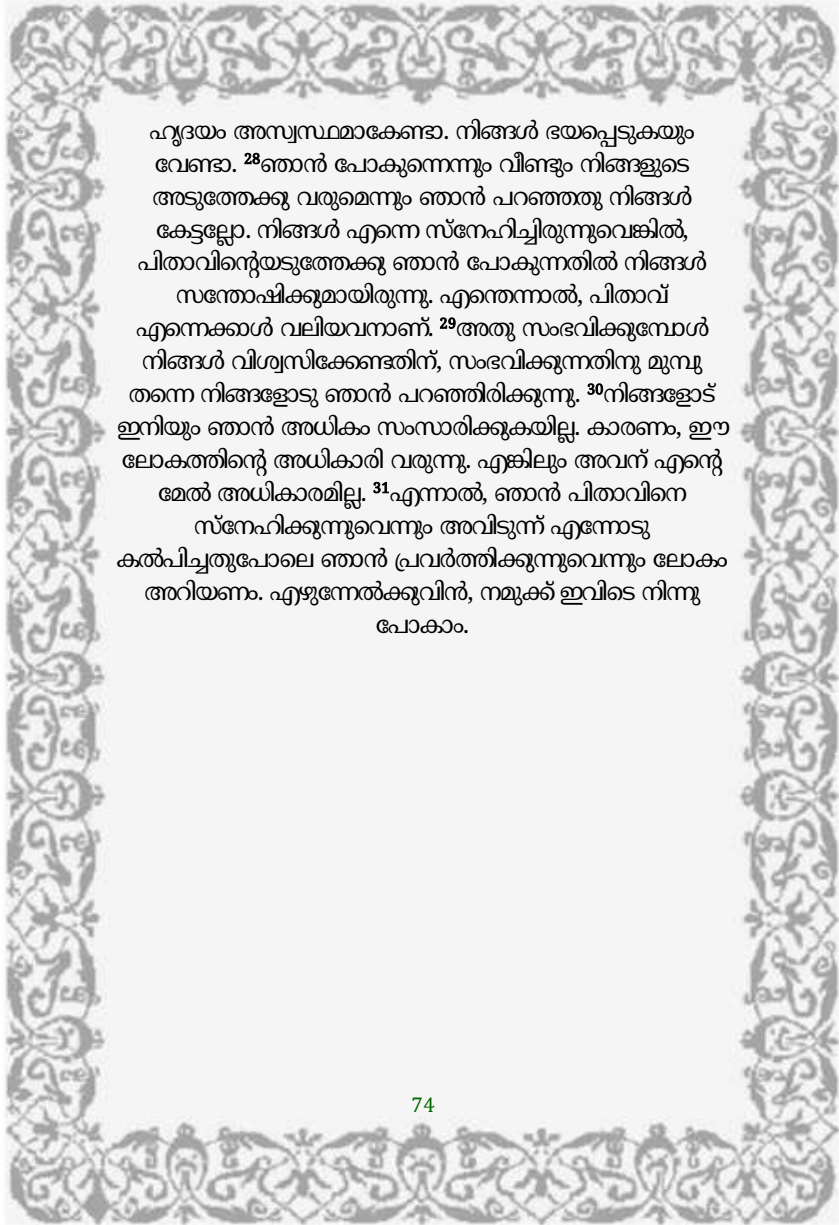 ഹൃദയം അസ്വസ്ഥമാകേണ്ടാ. നിങ്ങൾ ഭയപ്പെടുകയും
വേണ്ടാ. ²⁸ഞാൻ പോകുന്നെന്നും വീണ്ടും നിങ്ങളുടെ
അടുത്തേക്കു വരുമെന്നും ഞാൻ പറഞ്ഞതു നിങ്ങൾ
കേട്ടല്ലോ. നിങ്ങൾ എന്നെ സ്നേഹിച്ചിരുന്നുവെങ്കിൽ,
പിതാവിന്റെയടുത്തേക്കു ഞാൻ പോകുന്നതിൽ നിങ്ങൾ
സന്തോഷിക്കുമായിരുന്നു. എന്തെന്നാൽ, പിതാവ്
എന്നെക്കാൾ വലിയവനാണ്. ²⁹അതു സംഭവിക്കുമ്പോൾ
നിങ്ങൾ വിശ്വസിക്കേണ്ടതിന്, സംഭവിക്കുന്നതിനു മുമ്പു
തന്നെ നിങ്ങളോടു ഞാൻ പറഞ്ഞിരിക്കുന്നു. ³⁰നിങ്ങളോട്
ഇനിയും ഞാൻ അധികം സംസാരിക്കുകയില്ല. കാരണം, ഈ
ലോകത്തിന്റെ അധികാരി വരുന്നു. എങ്കിലും അവന് എന്റെ
മേൽ അധികാരമില്ല. ³¹എന്നാൽ, ഞാൻ പിതാവിനെ
സ്നേഹിക്കുന്നുവെന്നും അവിടുന്ന് എന്നോടു
കൽപിച്ചതുപോലെ ഞാൻ പ്രവർത്തിക്കുന്നുവെന്നും ലോകം
അറിയണം. എഴുന്നേൽക്കുവിൻ, നമുക്ക് ഇവിടെ നിന്നു
പോകാം.
74